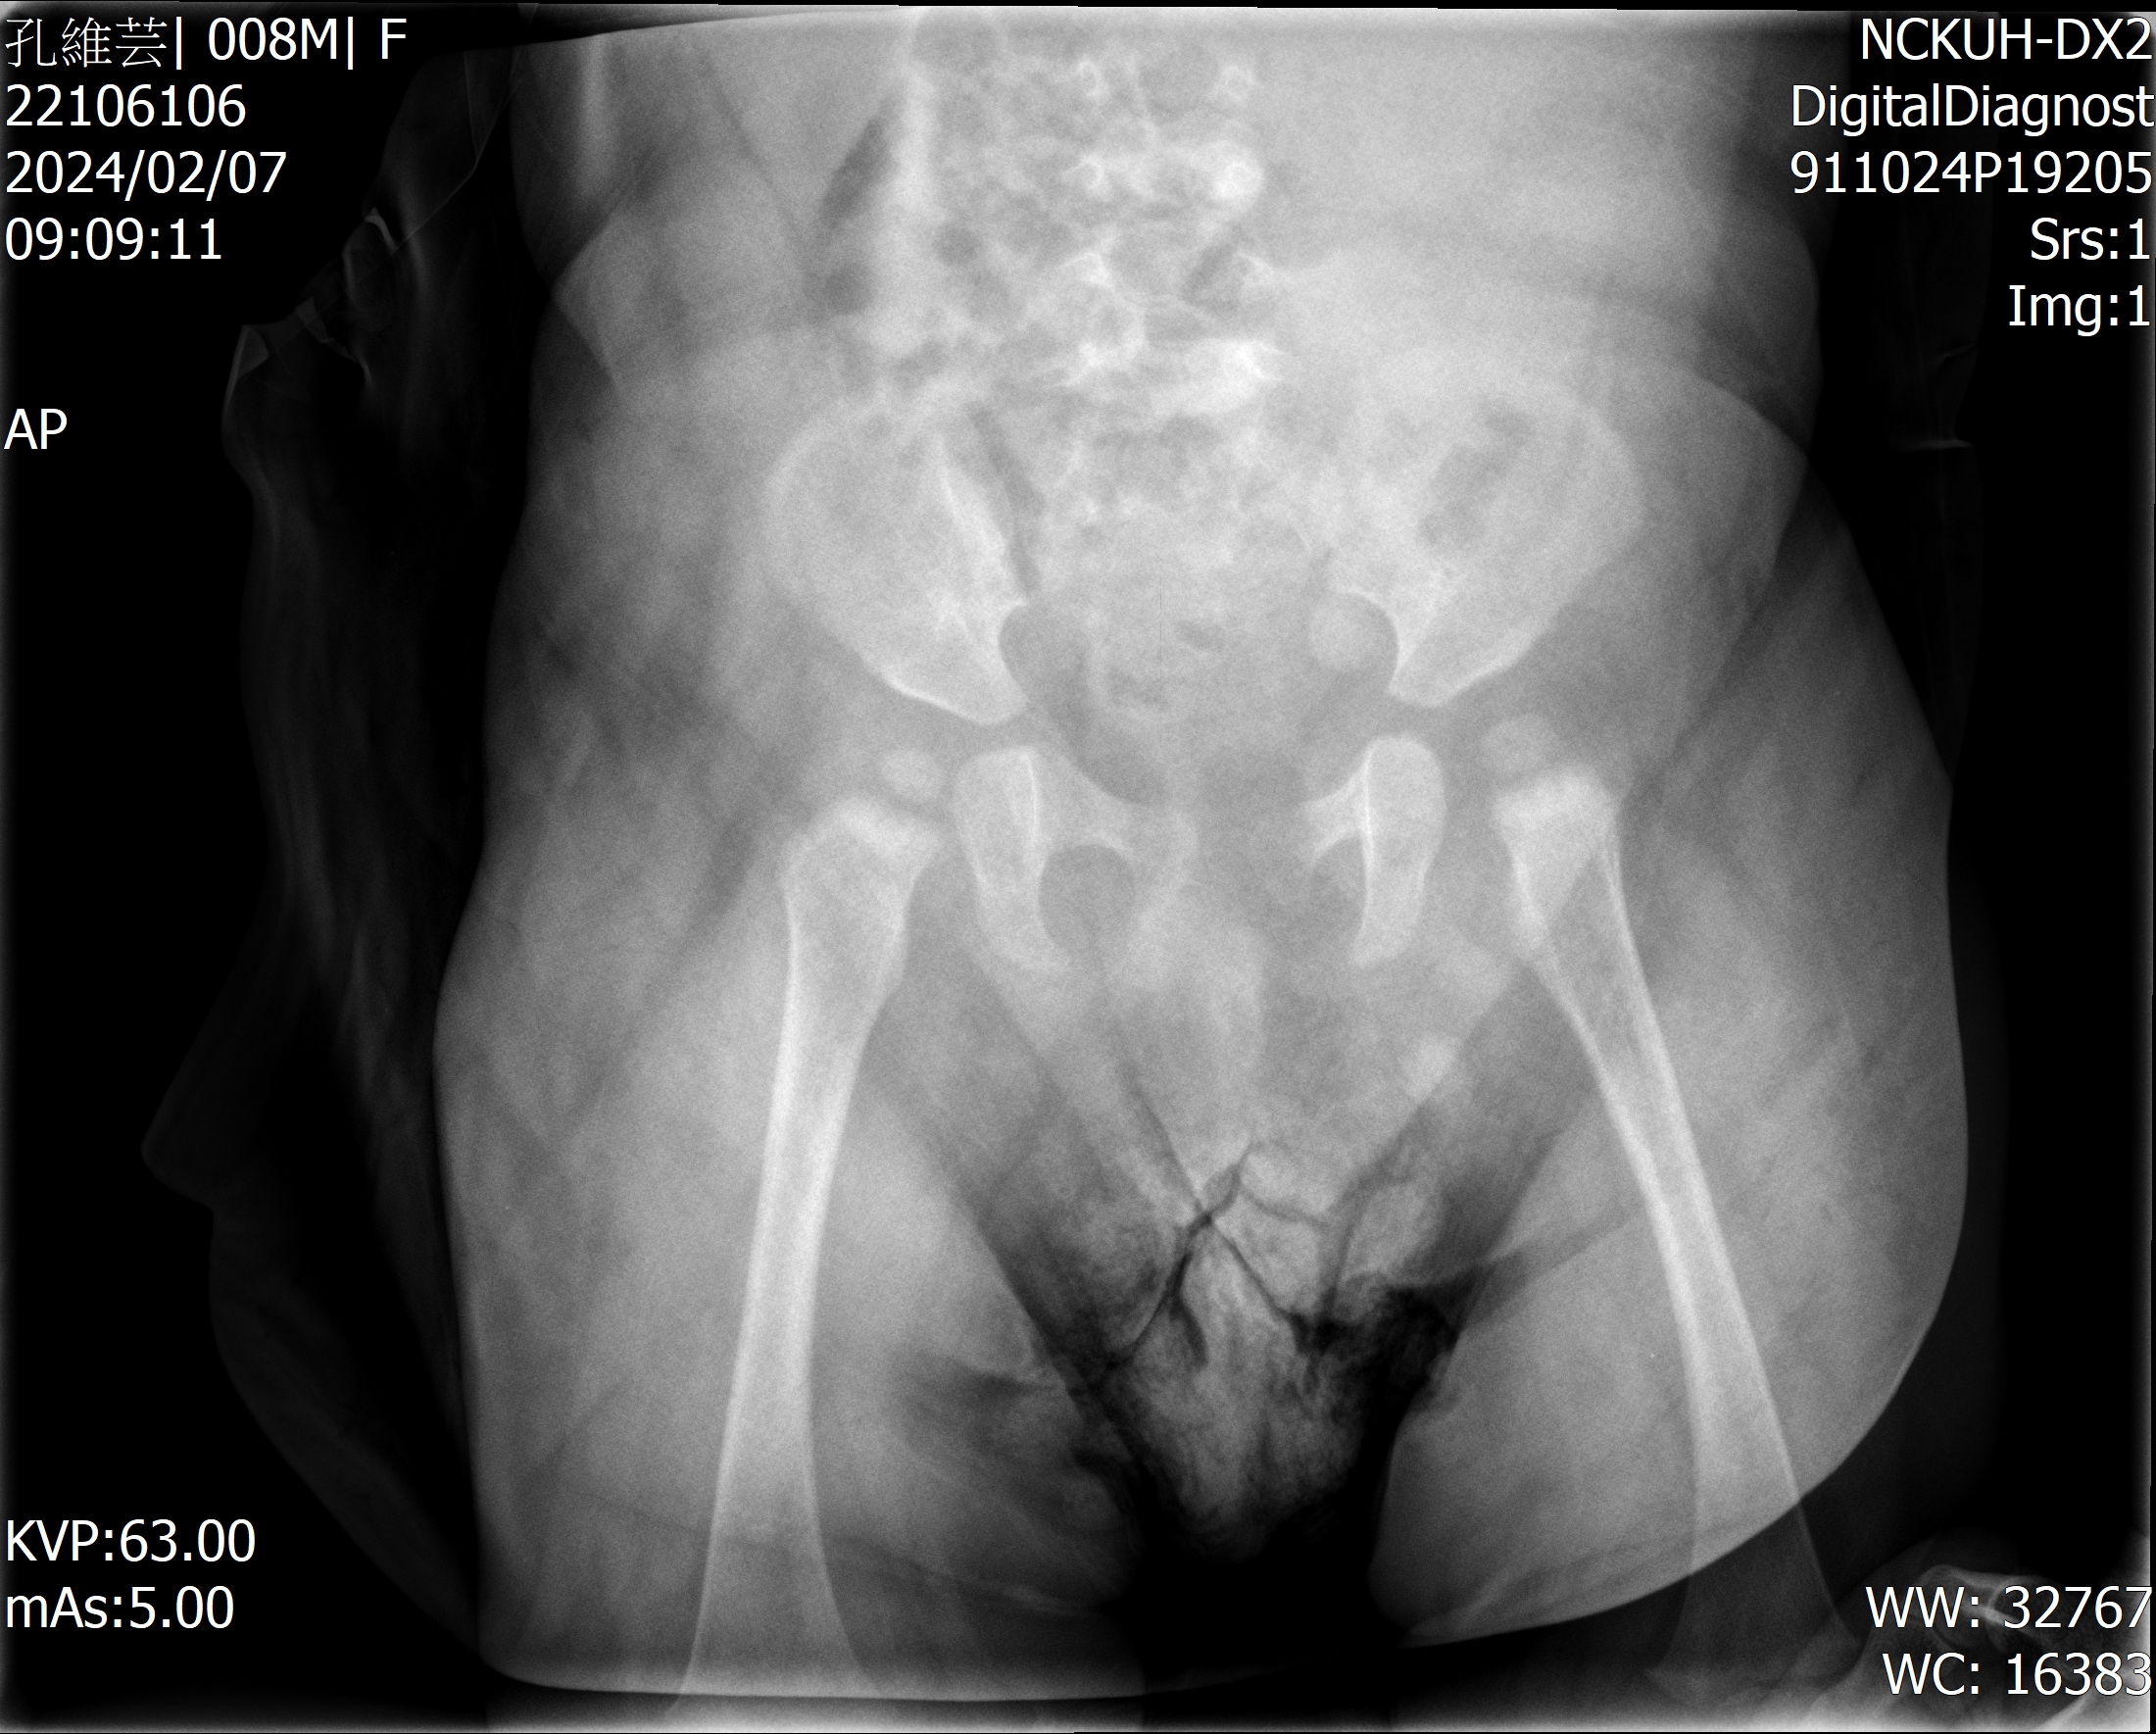 孔維芸| 008M| F
22106106
2024/02/07
09:09:11
AP
KVP:63.00
mAs:5.00
NCKUH-DX2
DigitalDiagnost
911024P19205
Srs:1
Img:1
WW: 32767
WC: 16383